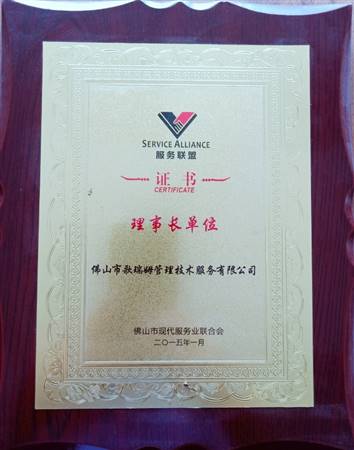 SERVICE ALLIANCE
服务联盟
证书
CERTIFICATE
理事长单位
佛山市歌瑞姆管理技术服务有限公司
佛山市现代服务业联合会
二〇一五年一月